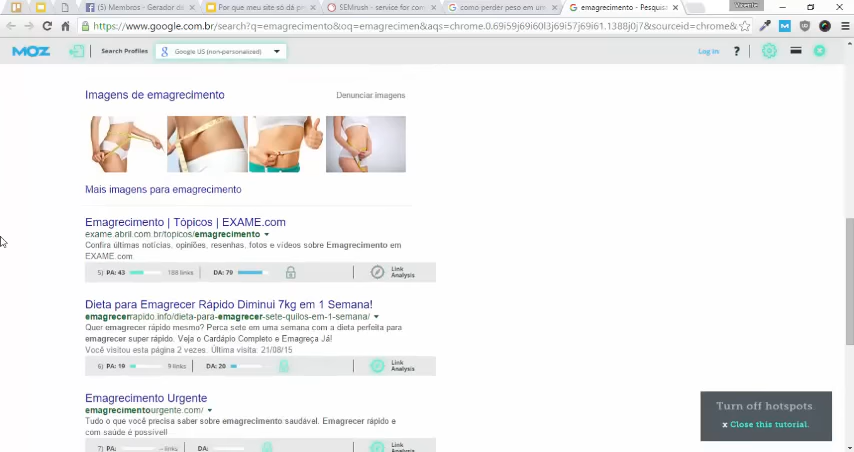 Membros - Gerador do
Por que meu site só dá pr
SEMrush - service for com
como perder peso em um
emagrecimento - Pesquis
Vicente
https://www.google.com.br/search?q=emagrecimento&oq=emagrecimen&aqs=chrome.0.69i59j69i60l3j69i57j69i61.1388j0j7&sourceid=chrome&
MOZ
Search Profiles
Google US (non-personalized)
Log in
?
Imagens de emagrecimento
Denunciar imagens
Mais imagens para emagrecimento
Emagrecimento | Tópicos | EXAME.com
exame.abril.com.br/topicos/emagrecimento
Confira últimas notícias, opiniões, resenhas, fotos e vídeos sobre Emagrecimento em
EXAME.com
5) PA: 43 188 links DA: 79 Link Analysis
Dieta para Emagrecer Rápido Diminui 7kg em 1 Semana!
emagrecerrapido.info/dieta-para-emagrecer-sete-quilos-em-1-semana/
Quer emagrecer rápido mesmo? Perca sete em uma semana com a dieta perfeita para
emagrecer super rápido. Veja o Cardápio Completo e Emagreça Já!
Você visitou esta página 2 vezes. Última visita: 21/08/15
6) PA: 19 9 links DA: 20 Link Analysis
Emagrecimento Urgente
emagrecimentourgente.com/
Tudo o que você precisa saber sobre emagrecimento saudável. Emagrecer rápido e
com saúde é possível!
7) PA: -- links DA: Link Analysis
Turn off hotspots
x Close this tutorial.